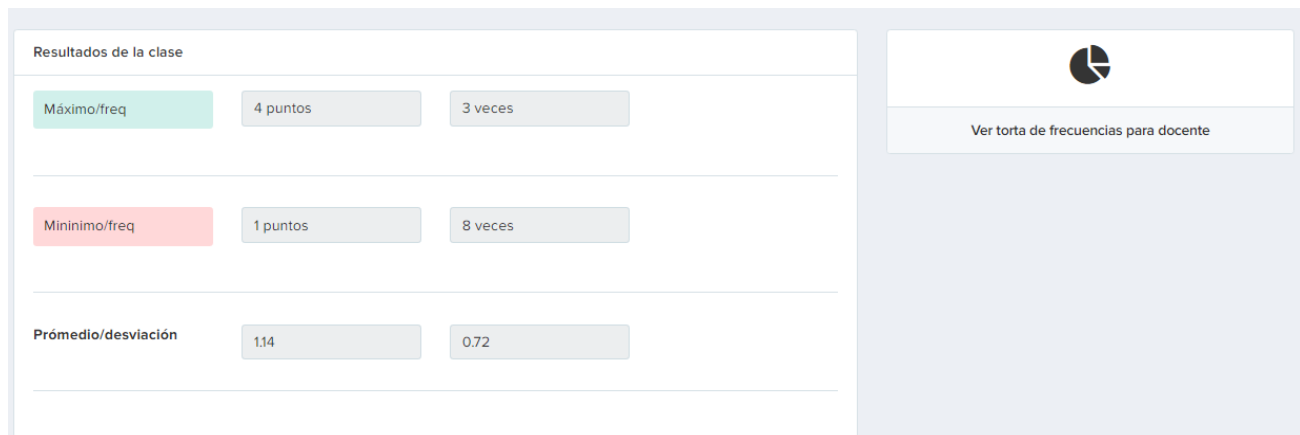 Resultados de la clase
Máximo/freq 4 puntos 3 veces
Mininimo/freq 1 puntos 8 veces
Prómedio/desviación 1.14 0.72
Ver torta de frecuencias para docente